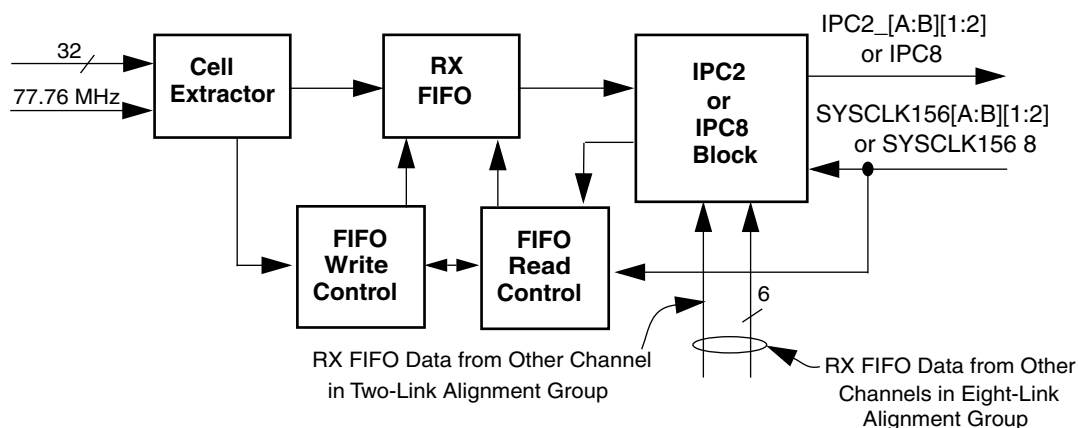 32
77.76 MHz
Cell
Extractor
RX
FIFO
IPC2
or
IPC8
Block
IPC2_[A:B][1:2]
or IPC8
SYSCLK156[A:B][1:2]
or SYSCLK156 8
FIFO
Write
Control
FIFO
Read
Control
6
RX FIFO Data from Other Channel
in Two-Link Alignment Group
RX FIFO Data from Other
Channels in Eight-Link
Alignment Group